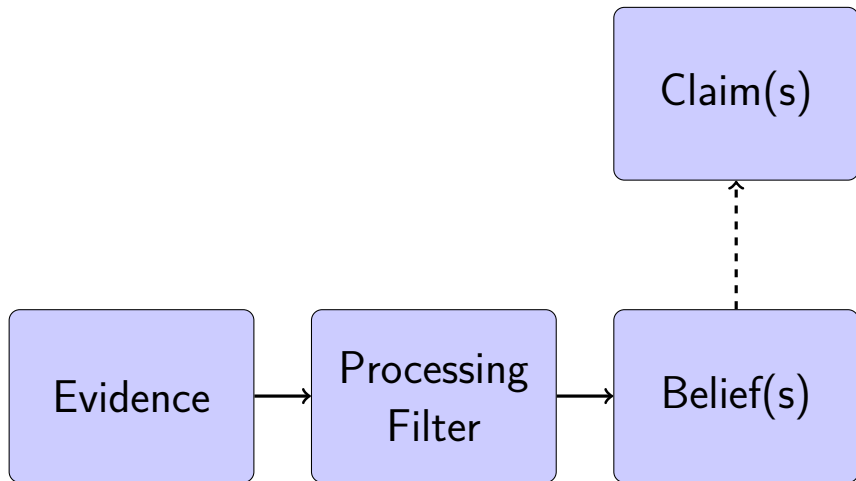 Claim(s)
Evidence
Processing
Filter
Belief(s)